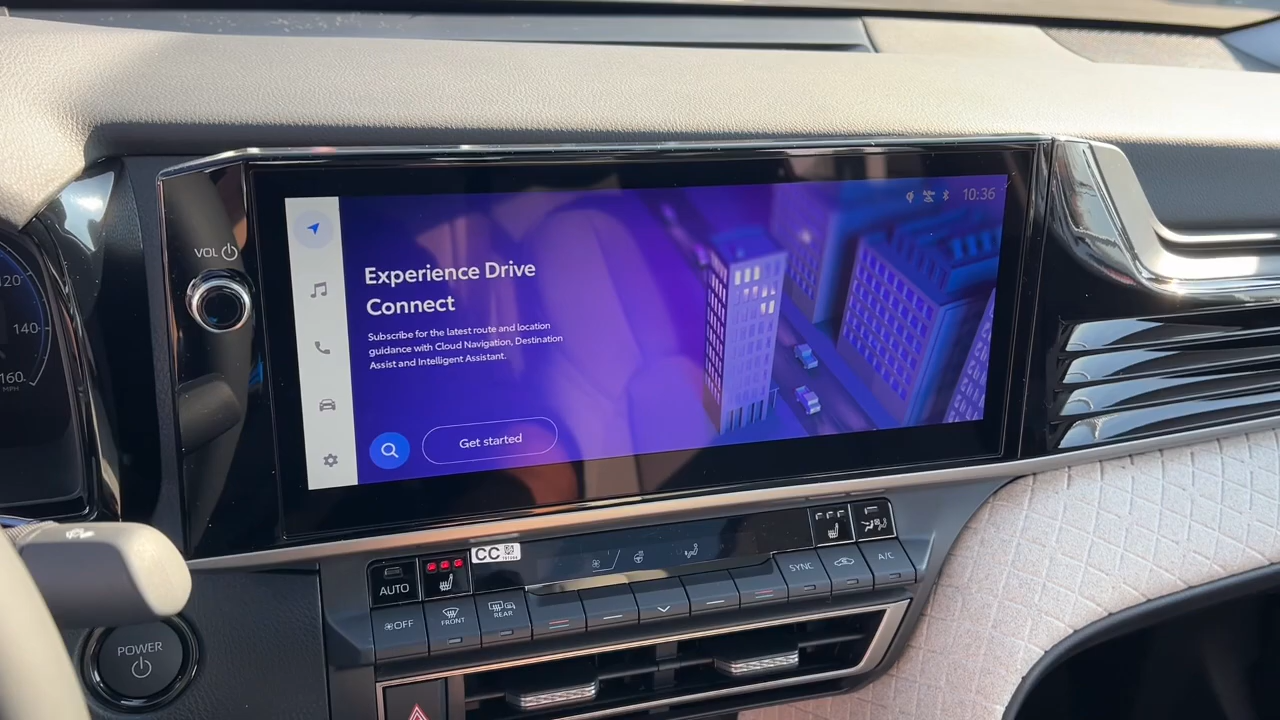 10:36
VOL
120
140
160
MPH
Experience Drive
Connect
Subscribe for the latest route and location
guidance with Cloud Navigation, Destination
Assist and Intelligent Assistant.
Get started
CC
AUTO
OFF
FRONT
REAR
SYNC
A/C
POWER